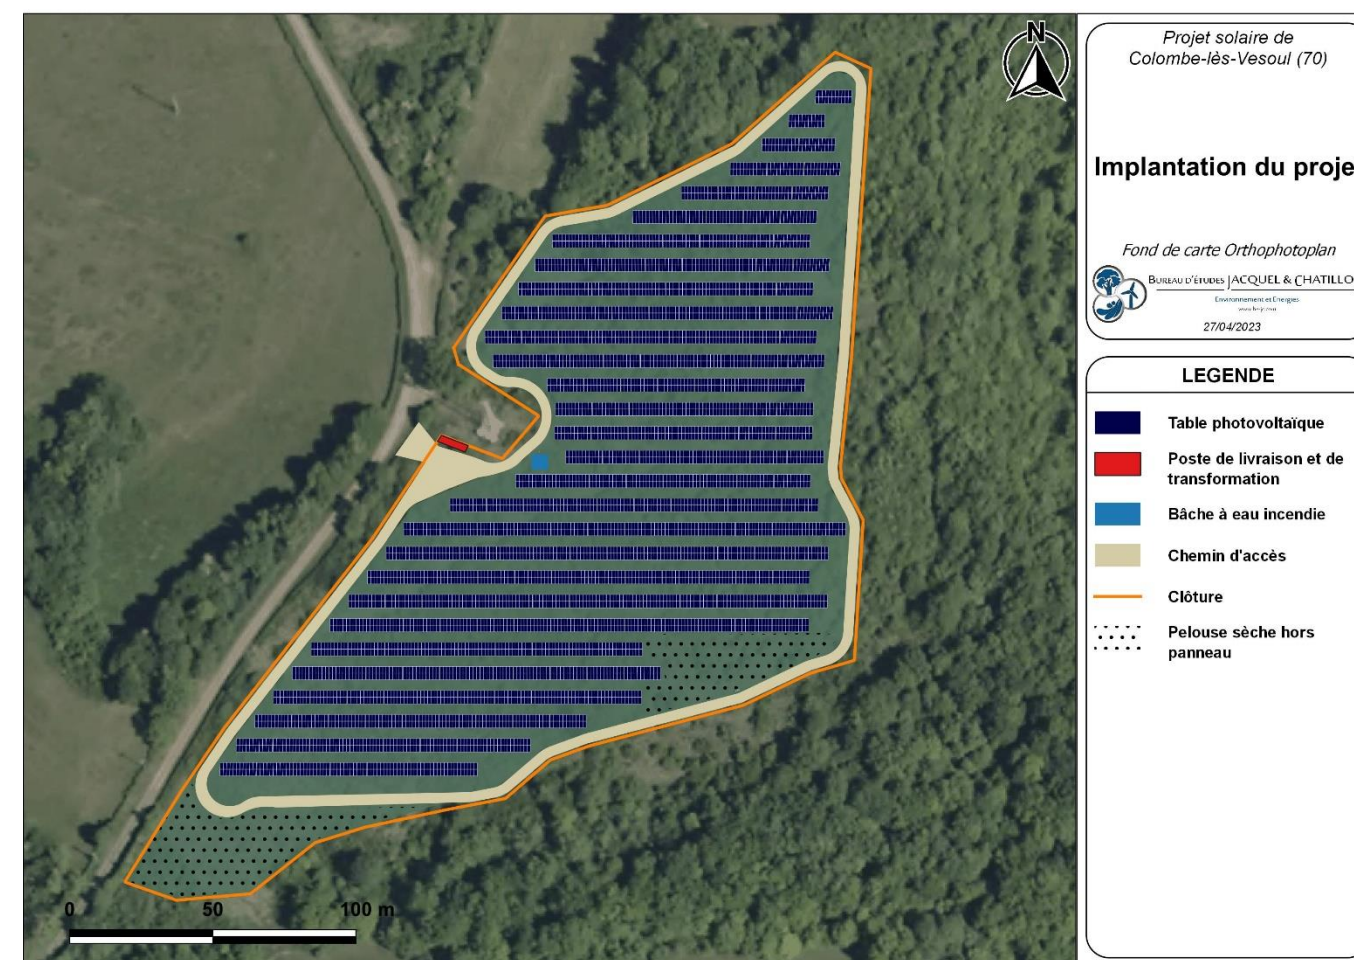 N
Projet solaire de
Colombe-lès-Vesoul (70)
Implantation du proje
Fond de carte Orthophotoplan
BUREAU D'ÉTUDES JACQUEL & CHATILLO
Environnement et Energies
27/04/2023
LEGENDE
Table photovoltaïque
Poste de livraison et de
transformation
Bâche à eau incendie
Chemin d'accès
Clôture
Pelouse sèche hors
panneau
0 50 100 m